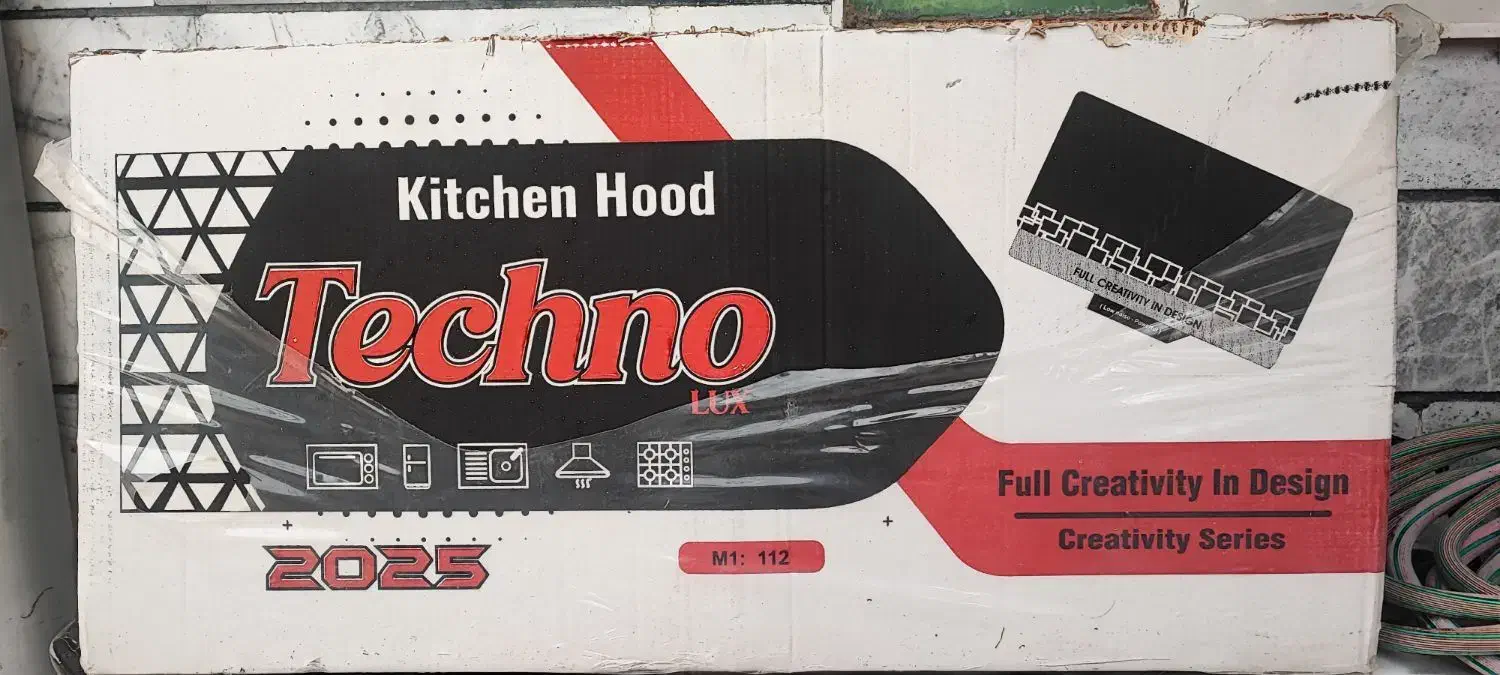 Kitchen Hood
Techno
LUX
FULL CREATIVITY IN DESIGN
2025
M1: 112
Full Creativity In Design
Creativity Series